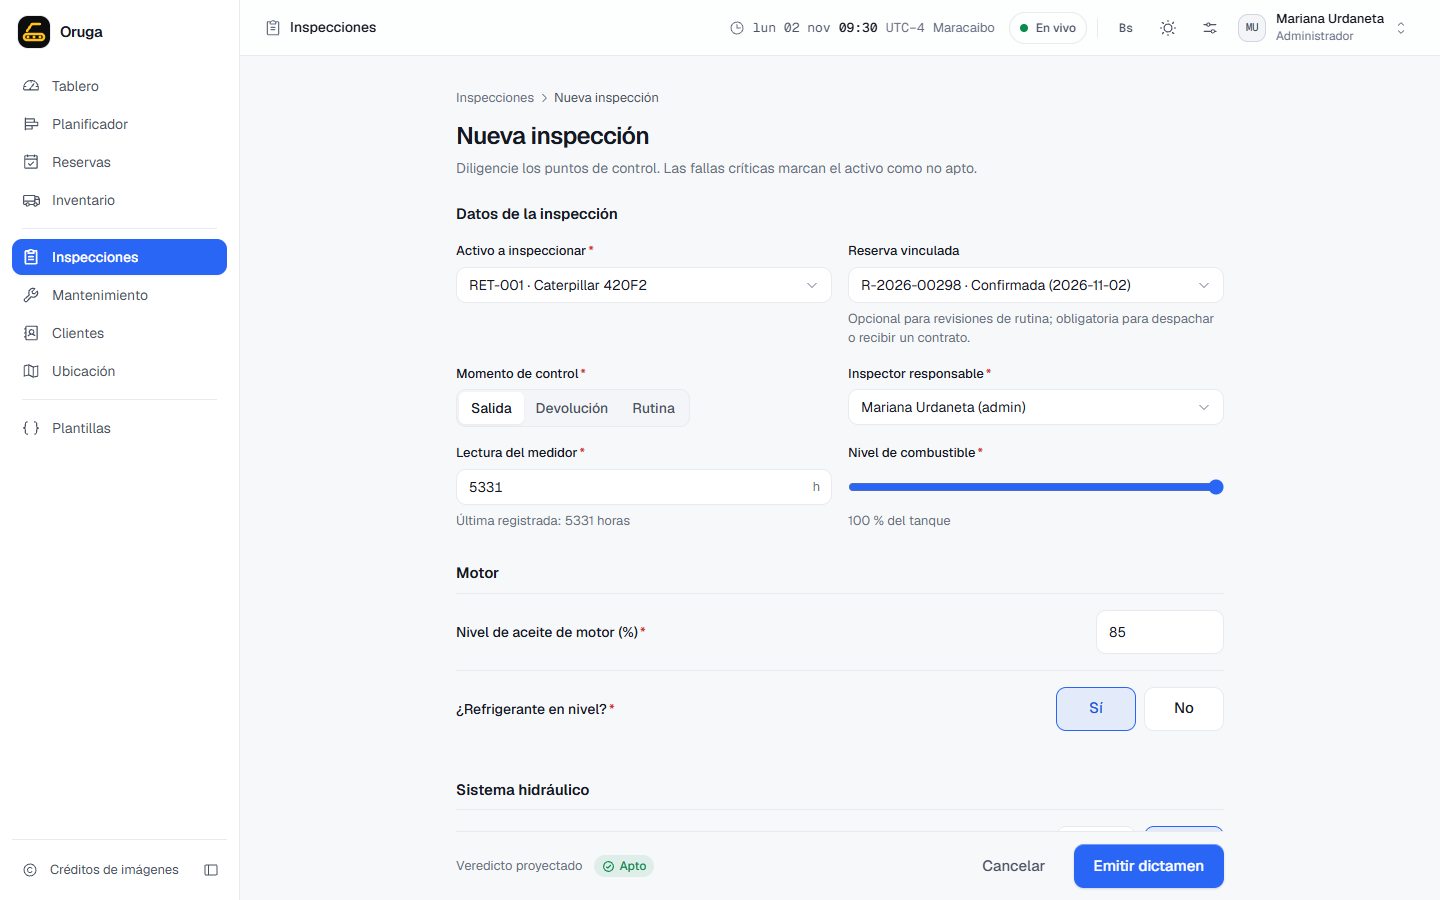 Oruga
Tablero
Planificador
Reservas
Inventario
Inspecciones
Mantenimiento
Clientes
Ubicación
Plantillas
Créditos de imágenes
Inspecciones
lun 02 nov 09:30 UTC−4 Maracaibo
En vivo
Bs
MU
Mariana Urdaneta
Administrador
Inspecciones > Nueva inspección
Nueva inspección
Diligencie los puntos de control. Las fallas críticas marcan el activo como no apto.
Datos de la inspección
Activo a inspeccionar *
RET-001 · Caterpillar 420F2
Reserva vinculada
R-2026-00298 · Confirmada (2026-11-02)
Opcional para revisiones de rutina; obligatoria para despachar
o recibir un contrato.
Momento de control *
Salida Devolución Rutina
Inspector responsable *
Mariana Urdaneta (admin)
Lectura del medidor *
5331 h
Última registrada: 5331 horas
Nivel de combustible *
100 % del tanque
Motor
Nivel de aceite de motor (%) *
85
¿Refrigerante en nivel? *
Sí No
Sistema hidráulico
Veredicto proyectado Apto
Cancelar
Emitir dictamen